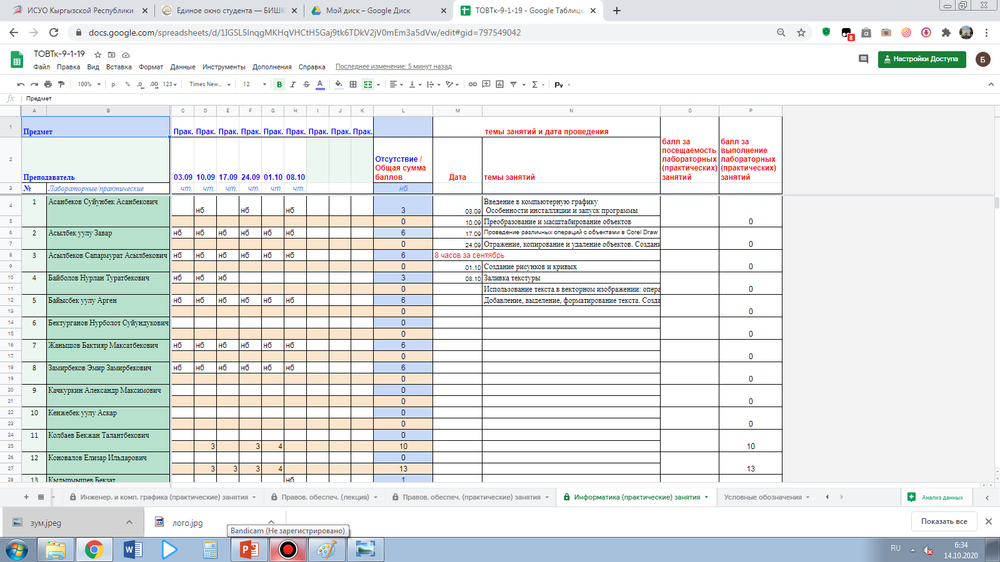 ИСУО Кыргызской Республики
Единое окно студента — БИШК
Мой диск – Google Диск
ТОВТк-9-1-19 - Google Таблицы
docs.google.com/spreadsheets/d/1IGSL5InqgMKHqVHCtH5Gaj9tk6TDkV2jV0mEm3a5dVw/edit#gid=797549042
8
ТОВТк-9-1-19
Файл Правка Вид Вставка Формат Данные Инструменты Дополнения Справка Последнее изменение: 5 минут назад
Настройки Доступа
Б
100% р. % .0 .00 123 Times New... 12 B I S A Σ Pγ
fx Предмет
A B C D E F G H I J K L M N O P
1 Предмет Прак. Прак. Прак. Прак. Прак. Прак. Прак. Прак. Прак. темы занятий и дата проведения
2 Преподаватель 03.09 10.09 17.09 24.09 01.10 08.10
Отсутствие /
Общая сумма
баллов
Дата темы занятий
балл за
посещаемость
лабораторных
(практических)
занятий
балл за
выполнение
лабораторных
(практических)
занятий
3 № Лабораторные/практические чт. чт. чт. чт. чт. чт. нб
4 1 Асанбеков Суйунбек Асанбекович нб нб нб 3 03.09 Введение в компьютерную графику
Особенности инсталляции и запуск программы
5 0 10.09 Преобразование и масштабирование объектов 0
6 2 Асылбек уулу Завар нб нб нб нб нб нб 6 17.09 Проведение различных операций с объектами в Corel Draw
7 0 24.09 Отражение, копирование и удаление объектов. Создани 0
8 3 Асылбеков Сапармурат Асылбекович нб нб нб нб нб нб 6 8 часов за сентябрь
9 0 01.10 Создание рисунков и кривых 0
10 4 Байболов Нурлан Туратбекович нб нб нб 3 08.10 Заливка текстуры
11 0 Использование текста в векторном изображении: опера 0
12 5 Байысбек уулу Арген нб нб нб нб нб нб 6 Добавление, выделение, форматирование текста. Созда
13 0 0
14 6 Бектурганов Нурболот Суйундукович 0
15 0 0
16 7 Жанышов Бактияр Максатбекович нб нб нб нб нб нб 6
17 0 0
18 8 Замирбеков Эмир Замирбекович нб нб нб нб нб нб 6
19 0 0
20 9 Качкуркин Александр Максимович 0
21 0 0
22 10 Кенжебек уулу Аскар 0
23 0 0
24 11 Колбаев Бекжан Талантбекович 0
25 3 3 4 10 10
26 12 Коновалов Елизар Ильдарович 0
27 3 3 3 4 13 13
28 13 Кыдырмышев Бекзат нб 1
Инженер. и комп. графика (практические) занятия
Правов. обеспеч. (лекция)
Правов. обеспеч. (практические) занятия
Информатика (практические) занятия
Условные обозначения
Анализ данных
зум.jpeg
лого.jpg
Показать все
Bandicam (Не зарегистрировано)
RU
6:34
14.10.2020